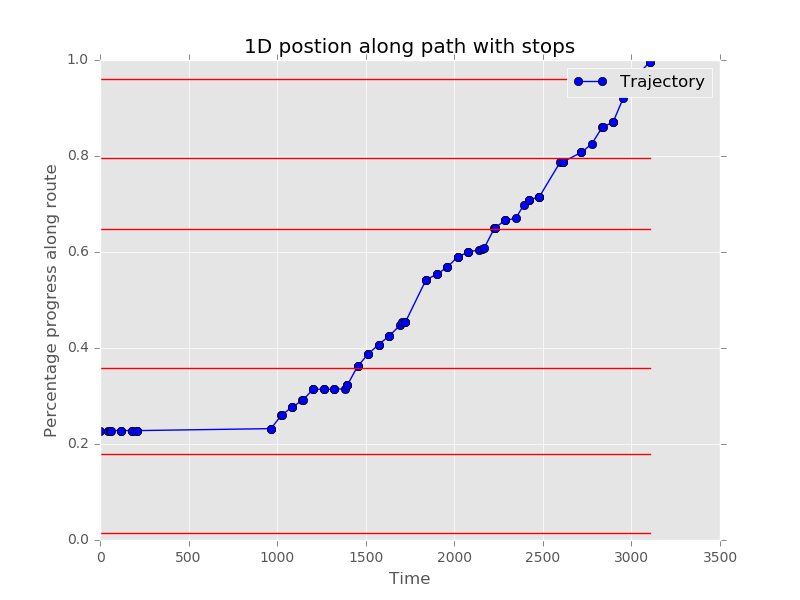 1D postion along path with stops
Trajectory
Percentage progress along route
1.0
0.8
0.6
0.4
0.2
0.0
0 500 1000 1500 2000 2500 3000 3500
Time